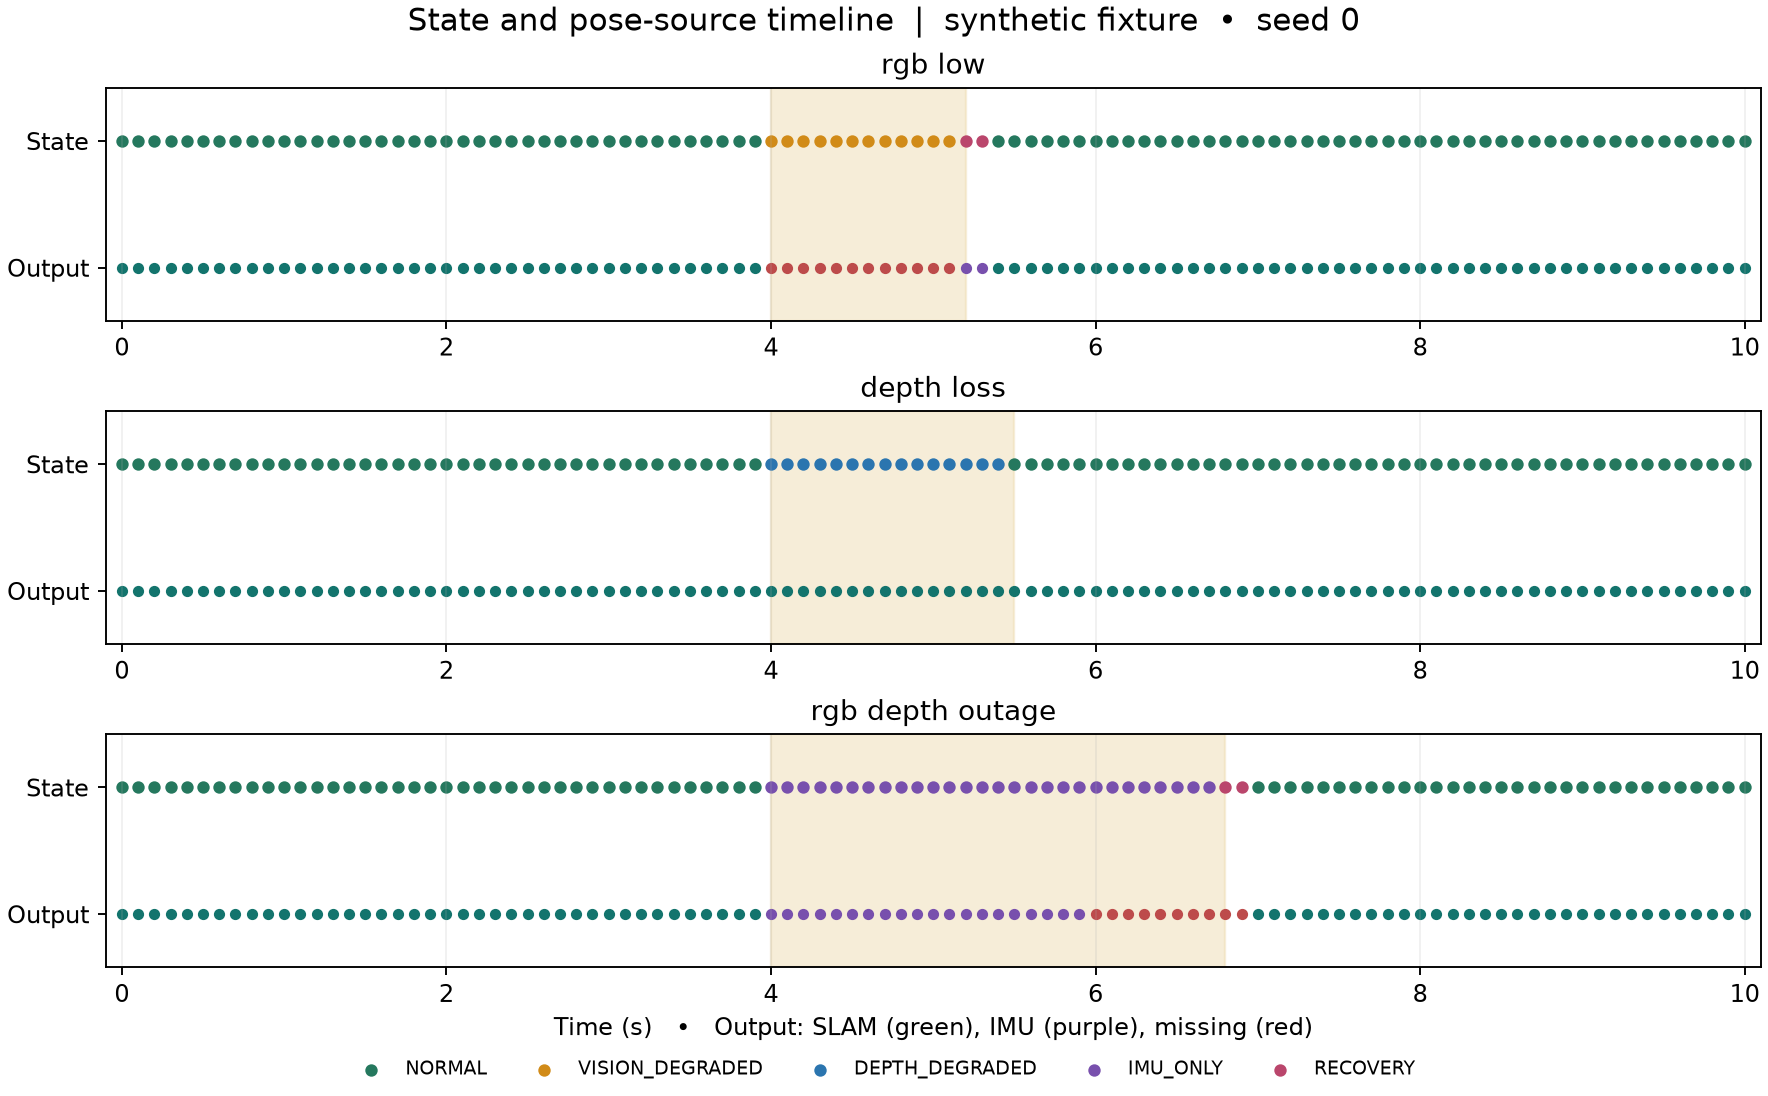 State and pose-source timeline | synthetic fixture • seed 0
rgb low
State
Output
0 2 4 6 8 10
depth loss
State
Output
0 2 4 6 8 10
rgb depth outage
State
Output
0 2 4 6 8 10
Time (s) • Output: SLAM (green), IMU (purple), missing (red)
NORMAL VISION_DEGRADED DEPTH_DEGRADED IMU_ONLY RECOVERY